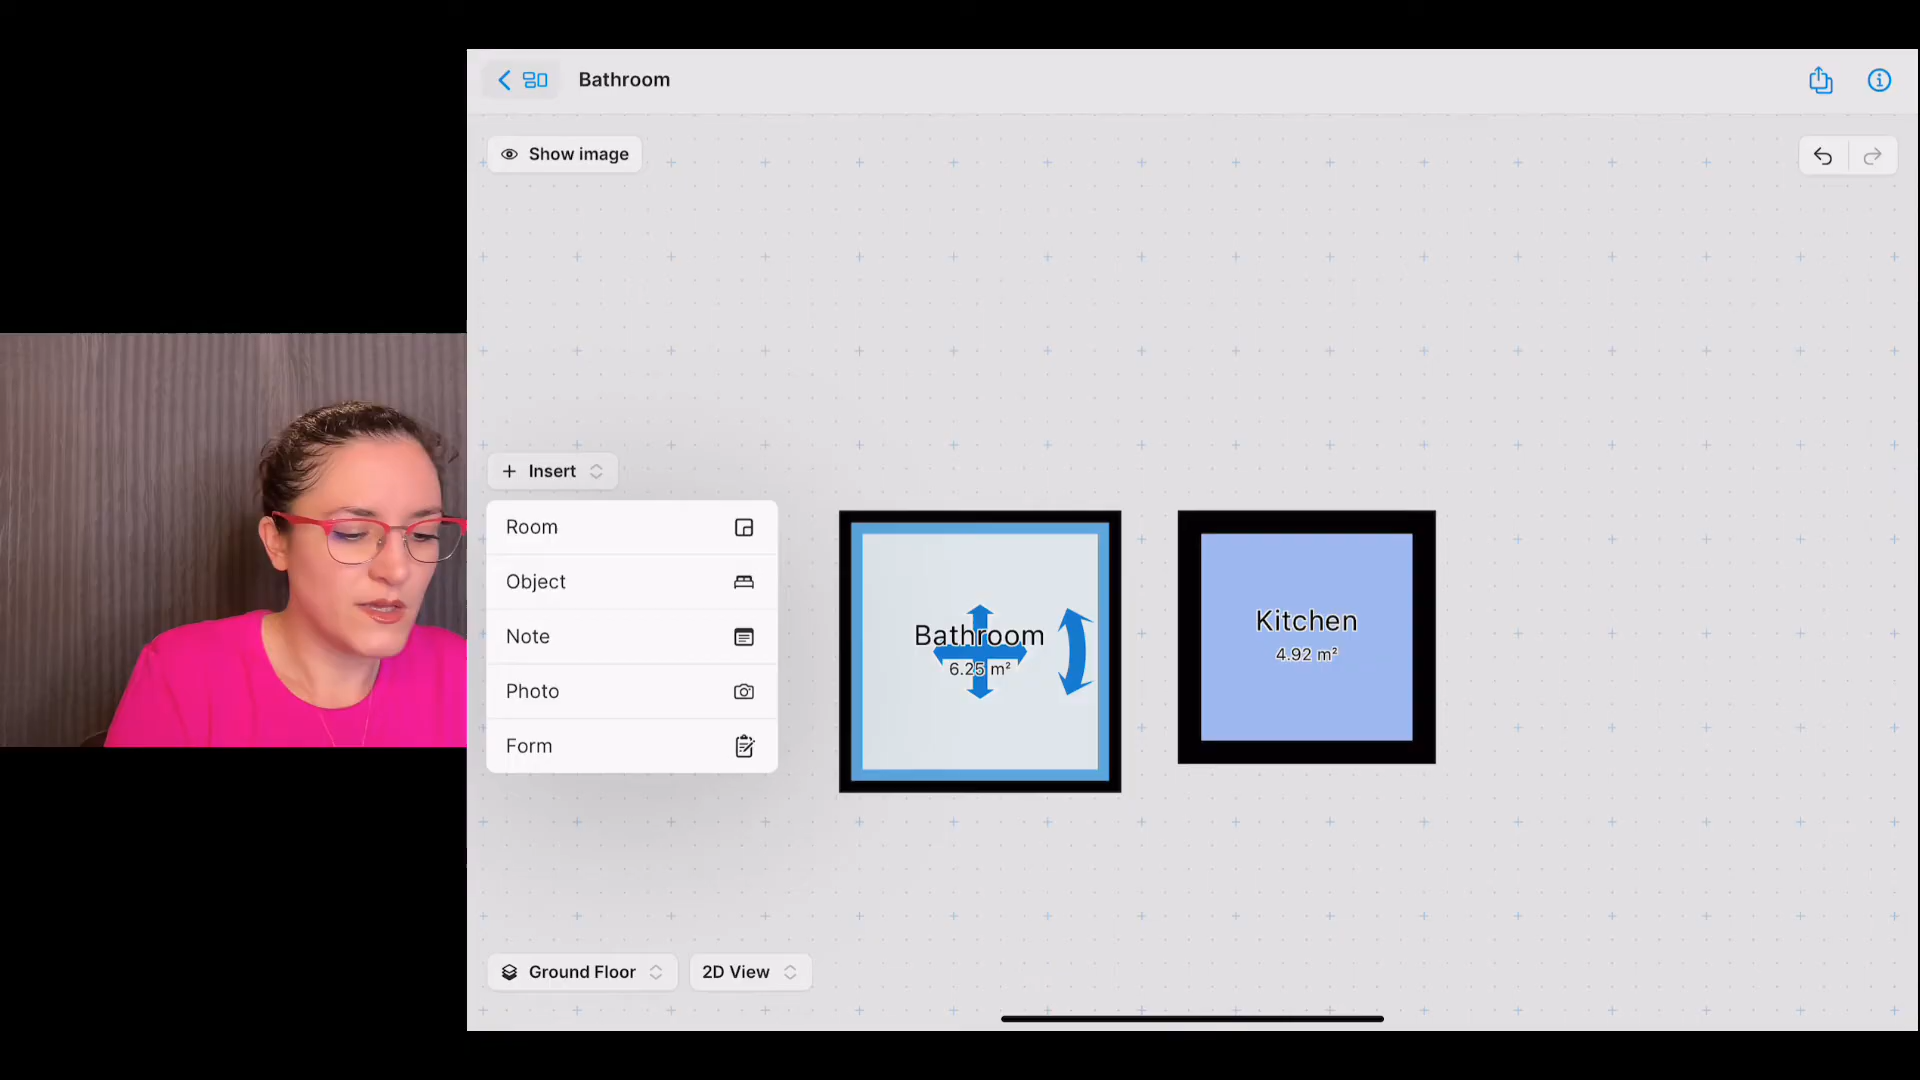 Bathroom
Show image
Insert
Room
Object
Note
Photo
Form
Bathroom
6.25 m²
Kitchen
4.92 m²
Ground Floor
2D View